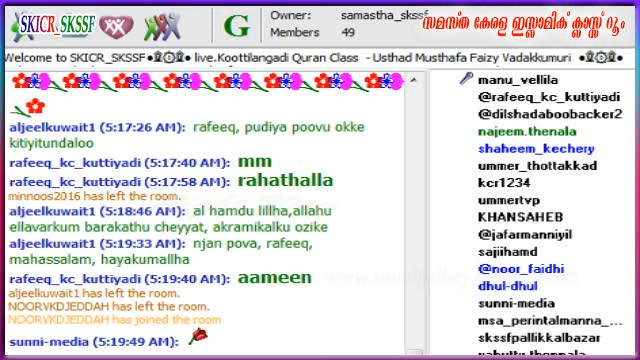 SKICR_SKSSF
G
Owner: samastha_skssf
Members 49
സമസ്ത കേരള ഇസ്ലാമിക് ക്ലാസ്സ് റൂം
Welcome to SKICR_SKSSF live.Koottilangadi Quran Class - Usthad Musthafa Faizy Vadakkumuri
aljeelkuwait1 (5:17:26 AM): rafeeq, pudiya poovu okke
kitiyitundaloo
rafeeq_kc_kuttiyadi (5:17:40 AM): mm
rafeeq_kc_kuttiyadi (5:17:58 AM): rahathalla
minnoos2016 has left the room.
aljeelkuwait1 (5:18:46 AM): al hamdu lillha,allahu
ellavarkum barakathu cheyyat, akramikalku ozike
aljeelkuwait1 (5:19:33 AM): njan pova, rafeeq,
mahassalam, hayakumallha
rafeeq_kc_kuttiyadi (5:19:40 AM): aameen
aljeelkuwait1 has left the room.
NOORVKDJEDDAH has left the room.
NOORVKDJEDDAH has joined the room
sunni-media (5:19:49 AM):
manu_vellila
@rafeeq_kc_kuttiyadi
@dilshadaboobacker2
najeem.thenala
shaheem_kechery
ummer_thottakkad
kcr1234
ummertvp
KHANSAHEB
@jafarmanniyil
sajiihamd
@noor_faidhi
dhul-dhul
sunni-media
msa_perintalmanna_...
skssfpallikkalbazar